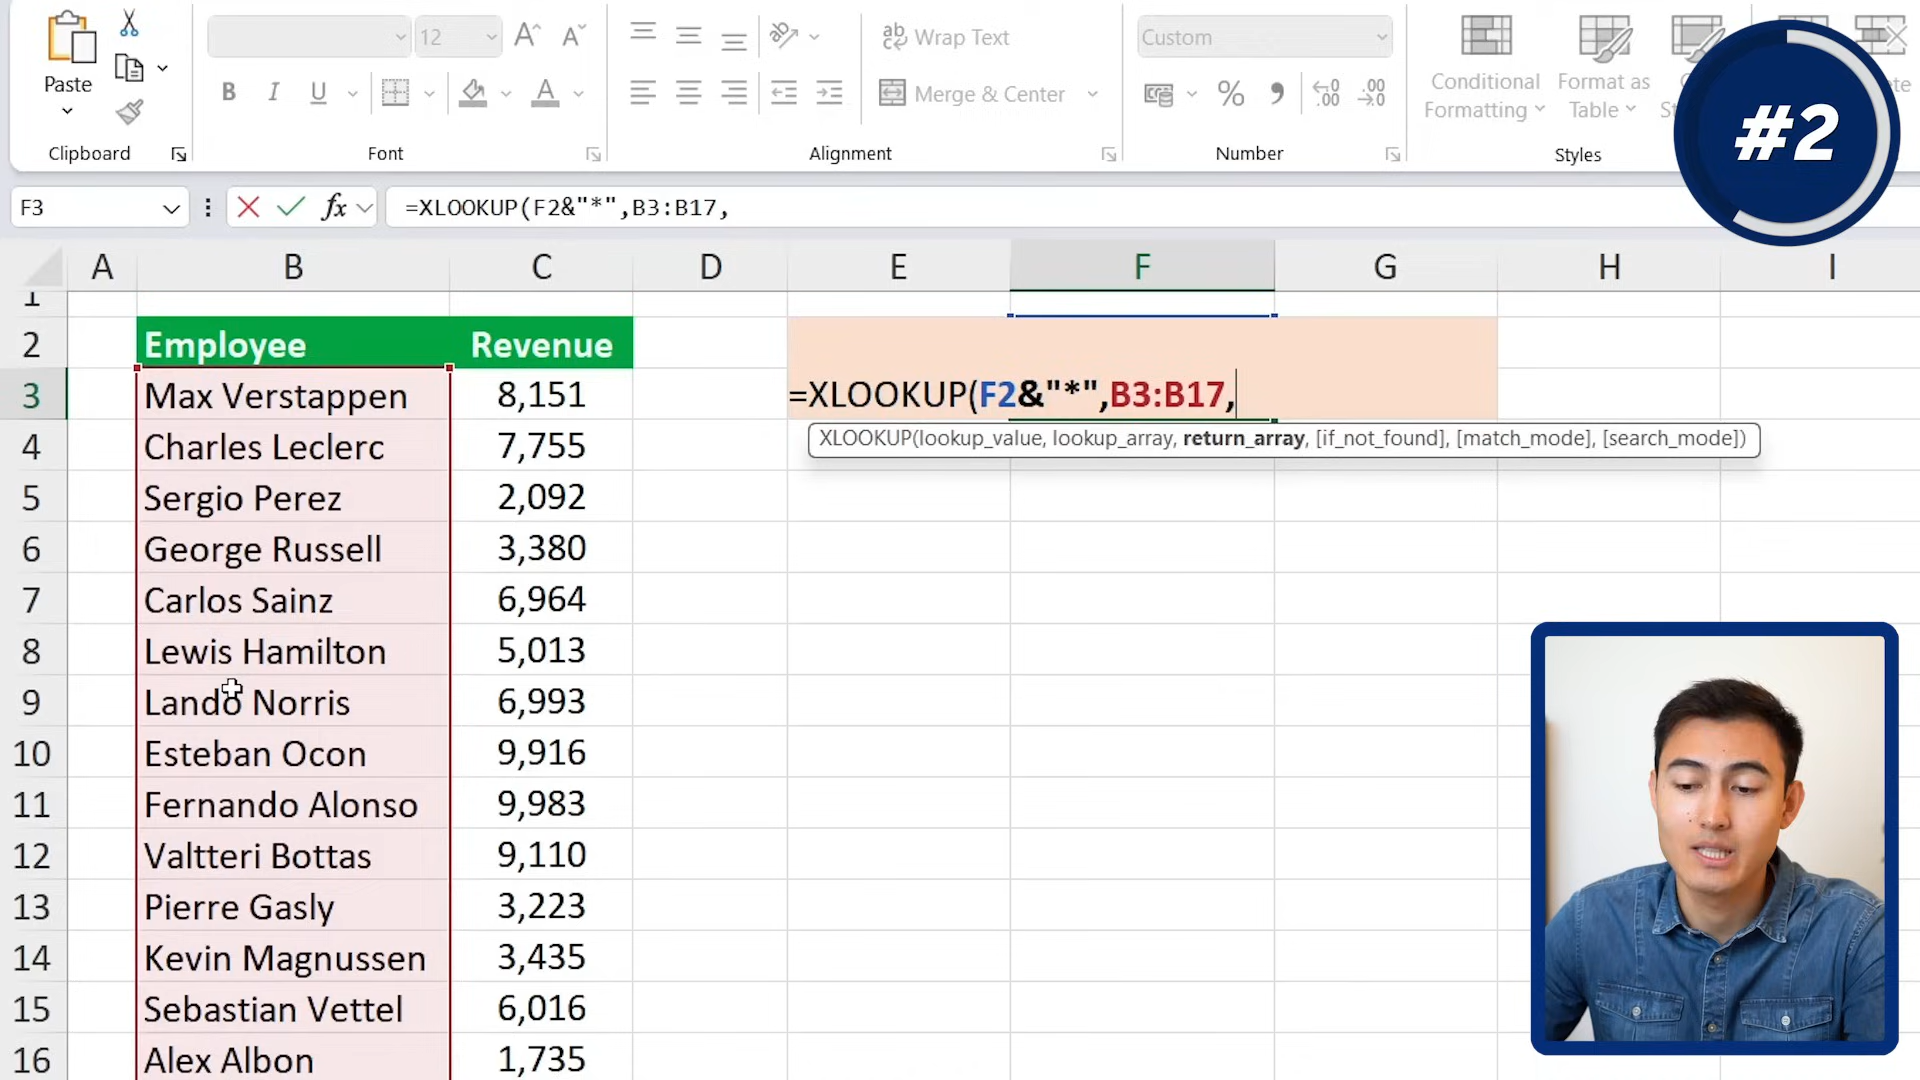 12
Wrap Text
Custom
Paste
B I U
A
Merge & Center
%
Conditional
Formatting
Format as
Table
#2
Clipboard
Font
Alignment
Number
Styles
F3
fx
=XLOOKUP(F2&"*",B3:B17,
A B C D E F G H I
1
2 Employee Revenue
3 Max Verstappen 8,151 =XLOOKUP(F2&"*",B3:B17,
XLOOKUP(lookup_value, lookup_array, return_array, [if_not_found], [match_mode], [search_mode])
4 Charles Leclerc 7,755
5 Sergio Perez 2,092
6 George Russell 3,380
7 Carlos Sainz 6,964
8 Lewis Hamilton 5,013
9 Lando Norris 6,993
10 Esteban Ocon 9,916
11 Fernando Alonso 9,983
12 Valtteri Bottas 9,110
13 Pierre Gasly 3,223
14 Kevin Magnussen 3,435
15 Sebastian Vettel 6,016
16 Alex Albon 1,735